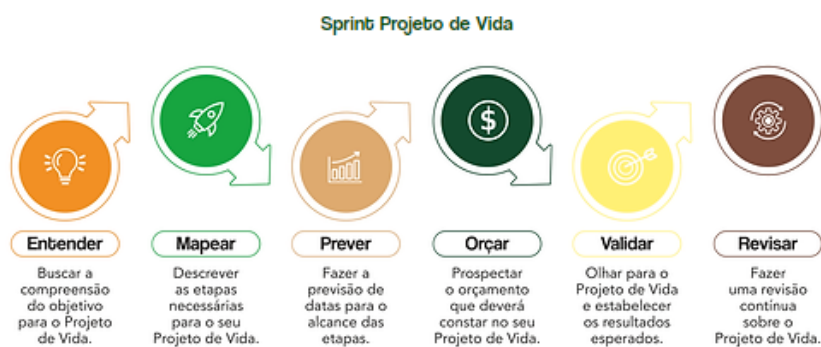 Sprint Projeto de Vida
$
Entender
Buscar a
compreensão
do objetivo
para o Projeto
de Vida.
Mapear
Descrever
as etapas
necessárias
para o seu
Projeto de Vida.
Prever
Fazer a
previsão de
datas para o
alcance das
etapas.
Orçar
Prospectar
o orçamento
que deverá
constar no seu
Projeto de Vida.
Validar
Olhar para o
Projeto de Vida
e estabelecer
os resultados
esperados.
Revisar
Fazer
uma revisão
contínua
sobre o
Projeto de Vida.